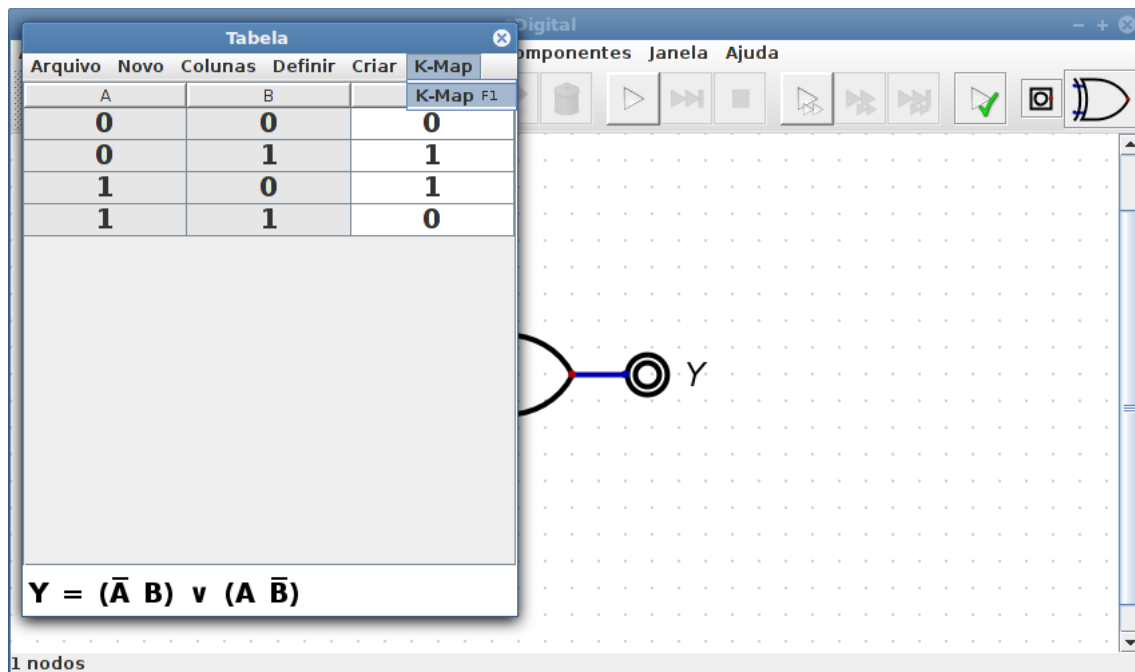 Digital
Tabela
omponentes Janela Ajuda
Arquivo Novo Colunas Definir Criar K-Map
K-Map F1
A B
0 0 0
0 1 1
1 0 1
1 1 0
Y
Y = (A̅ B) ∨ (A B̅)
1 nodos